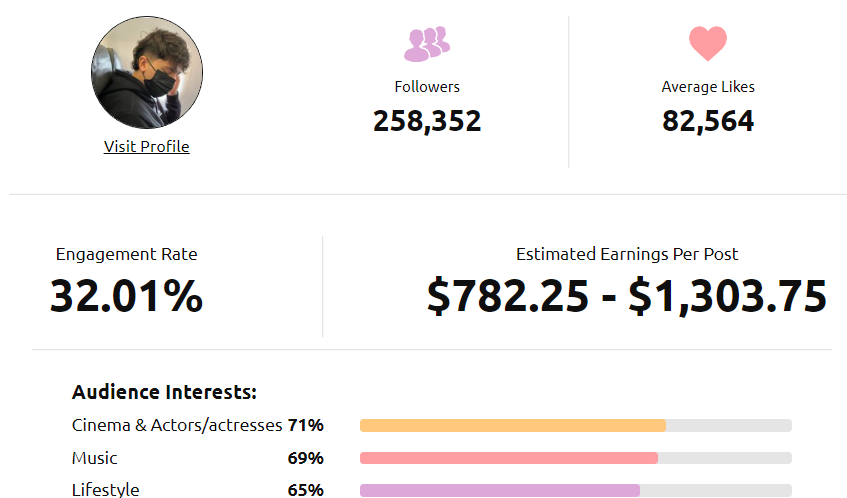 Visit Profile
Followers
258,352
Average Likes
82,564
Engagement Rate
32.01%
Estimated Earnings Per Post
$782.25 - $1,303.75
Audience Interests:
Cinema & Actors/actresses 71%
Music 69%
Lifestyle 65%